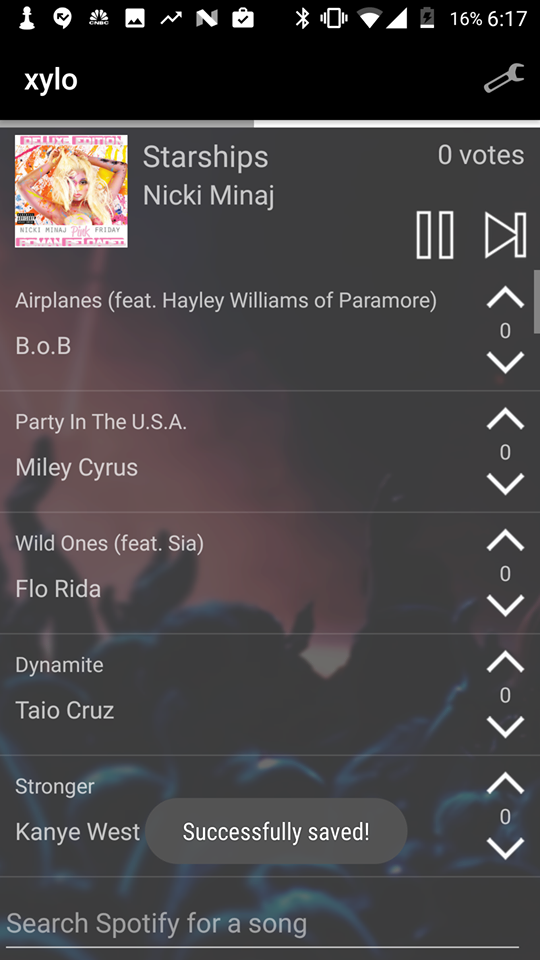 CNBC
16% 6:17
xylo
DELUXE EDITION
NICKI MINAJ Pink FRIDAY
ROMAN RELOADED
Starships
0 votes
Nicki Minaj
Airplanes (feat. Hayley Williams of Paramore)
0
B.o.B
Party In The U.S.A.
0
Miley Cyrus
Wild Ones (feat. Sia)
0
Flo Rida
Dynamite
0
Taio Cruz
Stronger
0
Kanye West
Successfully saved!
Search Spotify for a song